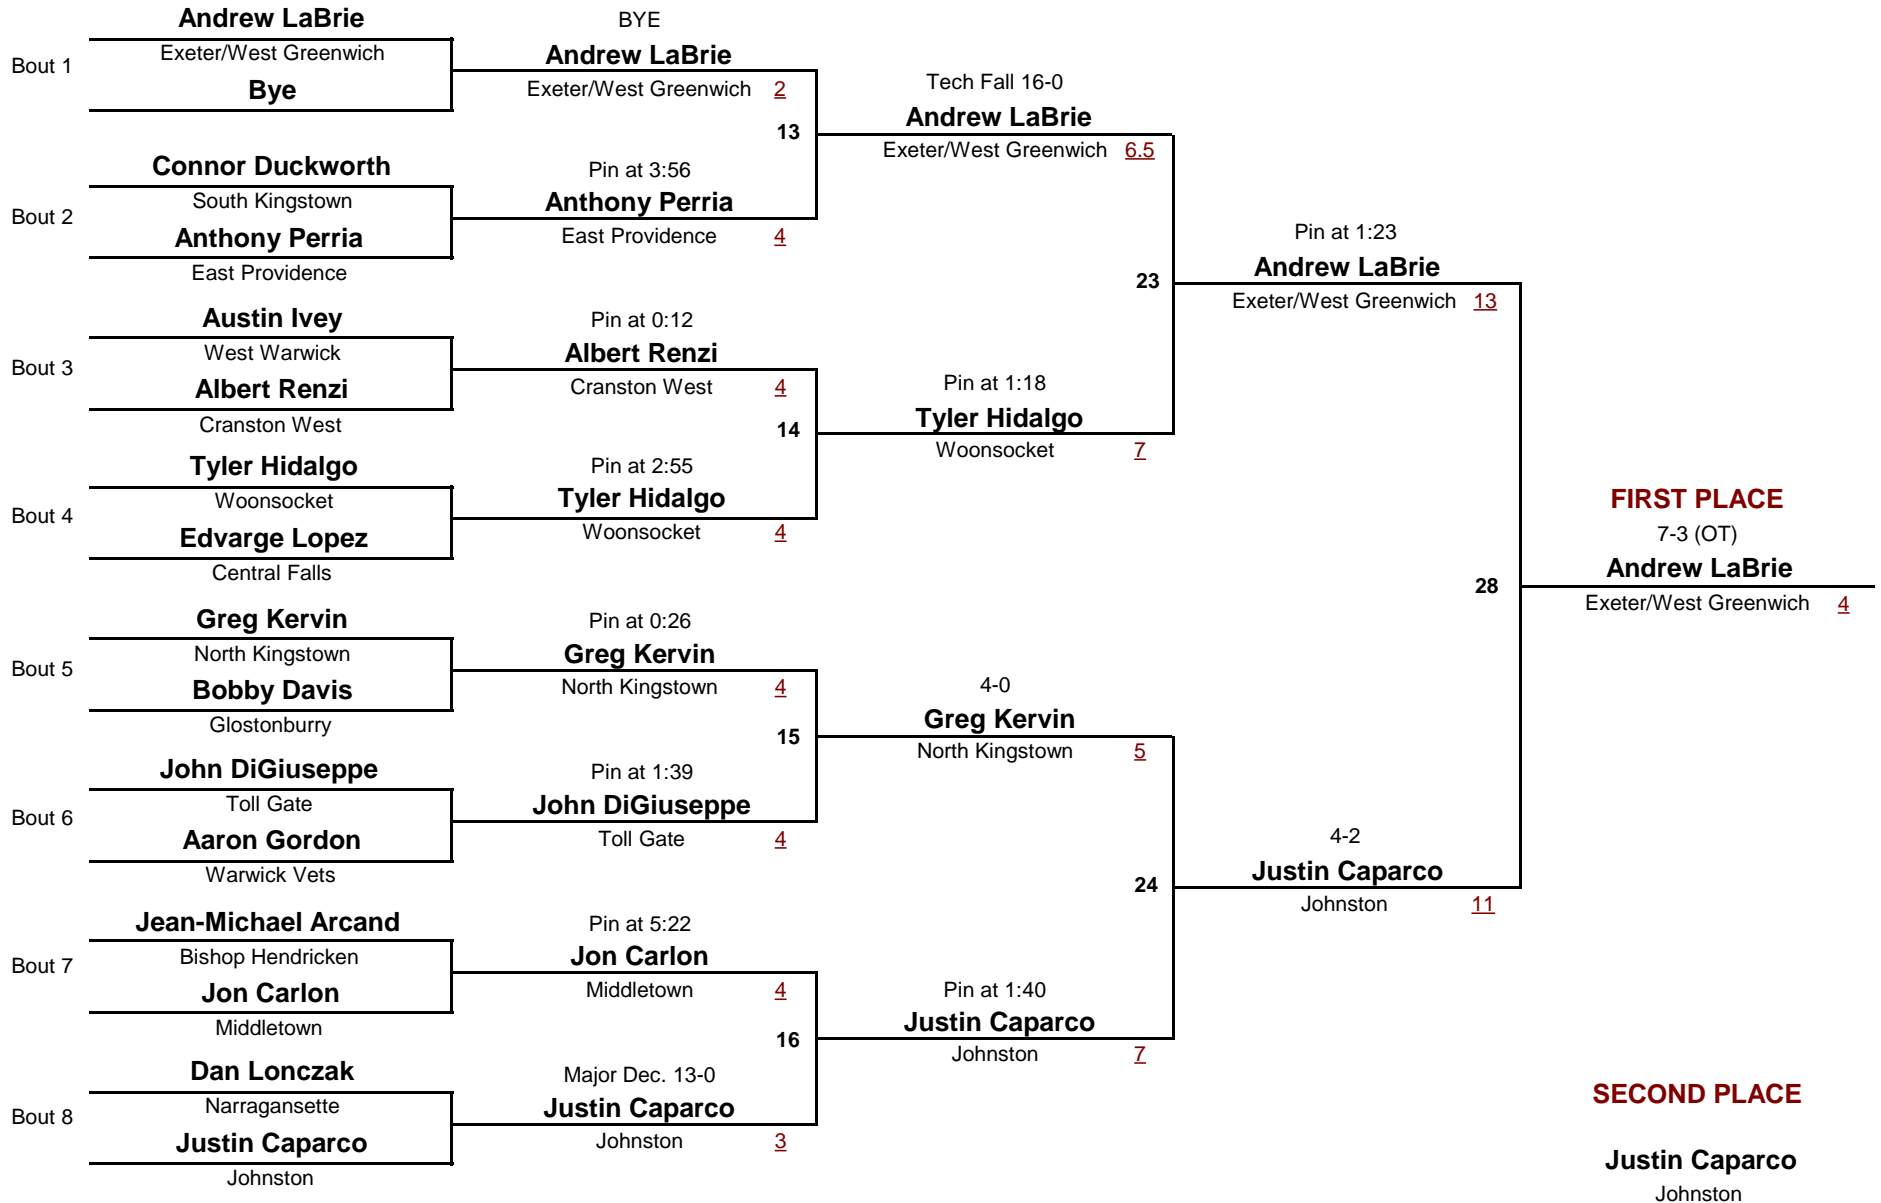 Bout 1
Andrew LaBrie
Exeter/West Greenwich
Bye
Bout 2
Connor Duckworth
South Kingstown
Anthony Perria
East Providence
Bout 3
Austin Ivey
West Warwick
Albert Renzi
Cranston West
Bout 4
Tyler Hidalgo
Woonsocket
Edvarge Lopez
Central Falls
Bout 5
Greg Kervin
North Kingstown
Bobby Davis
Glostonburry
Bout 6
John DiGiuseppe
Toll Gate
Aaron Gordon
Warwick Vets
Bout 7
Jean-Michael Arcand
Bishop Hendricken
Jon Carlon
Middletown
Bout 8
Dan Lonczak
Narragansette
Justin Caparco
Johnston
BYE
Andrew LaBrie
Exeter/West Greenwich 2
13
Pin at 3:56
Anthony Perria
East Providence 4
Pin at 0:12
Albert Renzi
Cranston West 4
14
Pin at 2:55
Tyler Hidalgo
Woonsocket 4
Pin at 0:26
Greg Kervin
North Kingstown 4
15
Pin at 1:39
John DiGiuseppe
Toll Gate 4
Pin at 5:22
Jon Carlon
Middletown 4
16
Major Dec. 13-0
Justin Caparco
Johnston 3
Tech Fall 16-0
Andrew LaBrie
Exeter/West Greenwich 6.5
23
Pin at 1:18
Tyler Hidalgo
Woonsocket 7
4-0
Greg Kervin
North Kingstown 5
24
Pin at 1:40
Justin Caparco
Johnston 7
Pin at 1:23
Andrew LaBrie
Exeter/West Greenwich 13
28
4-2
Justin Caparco
Johnston 11
FIRST PLACE
7-3 (OT)
Andrew LaBrie
Exeter/West Greenwich 4
SECOND PLACE
Justin Caparco
Johnston